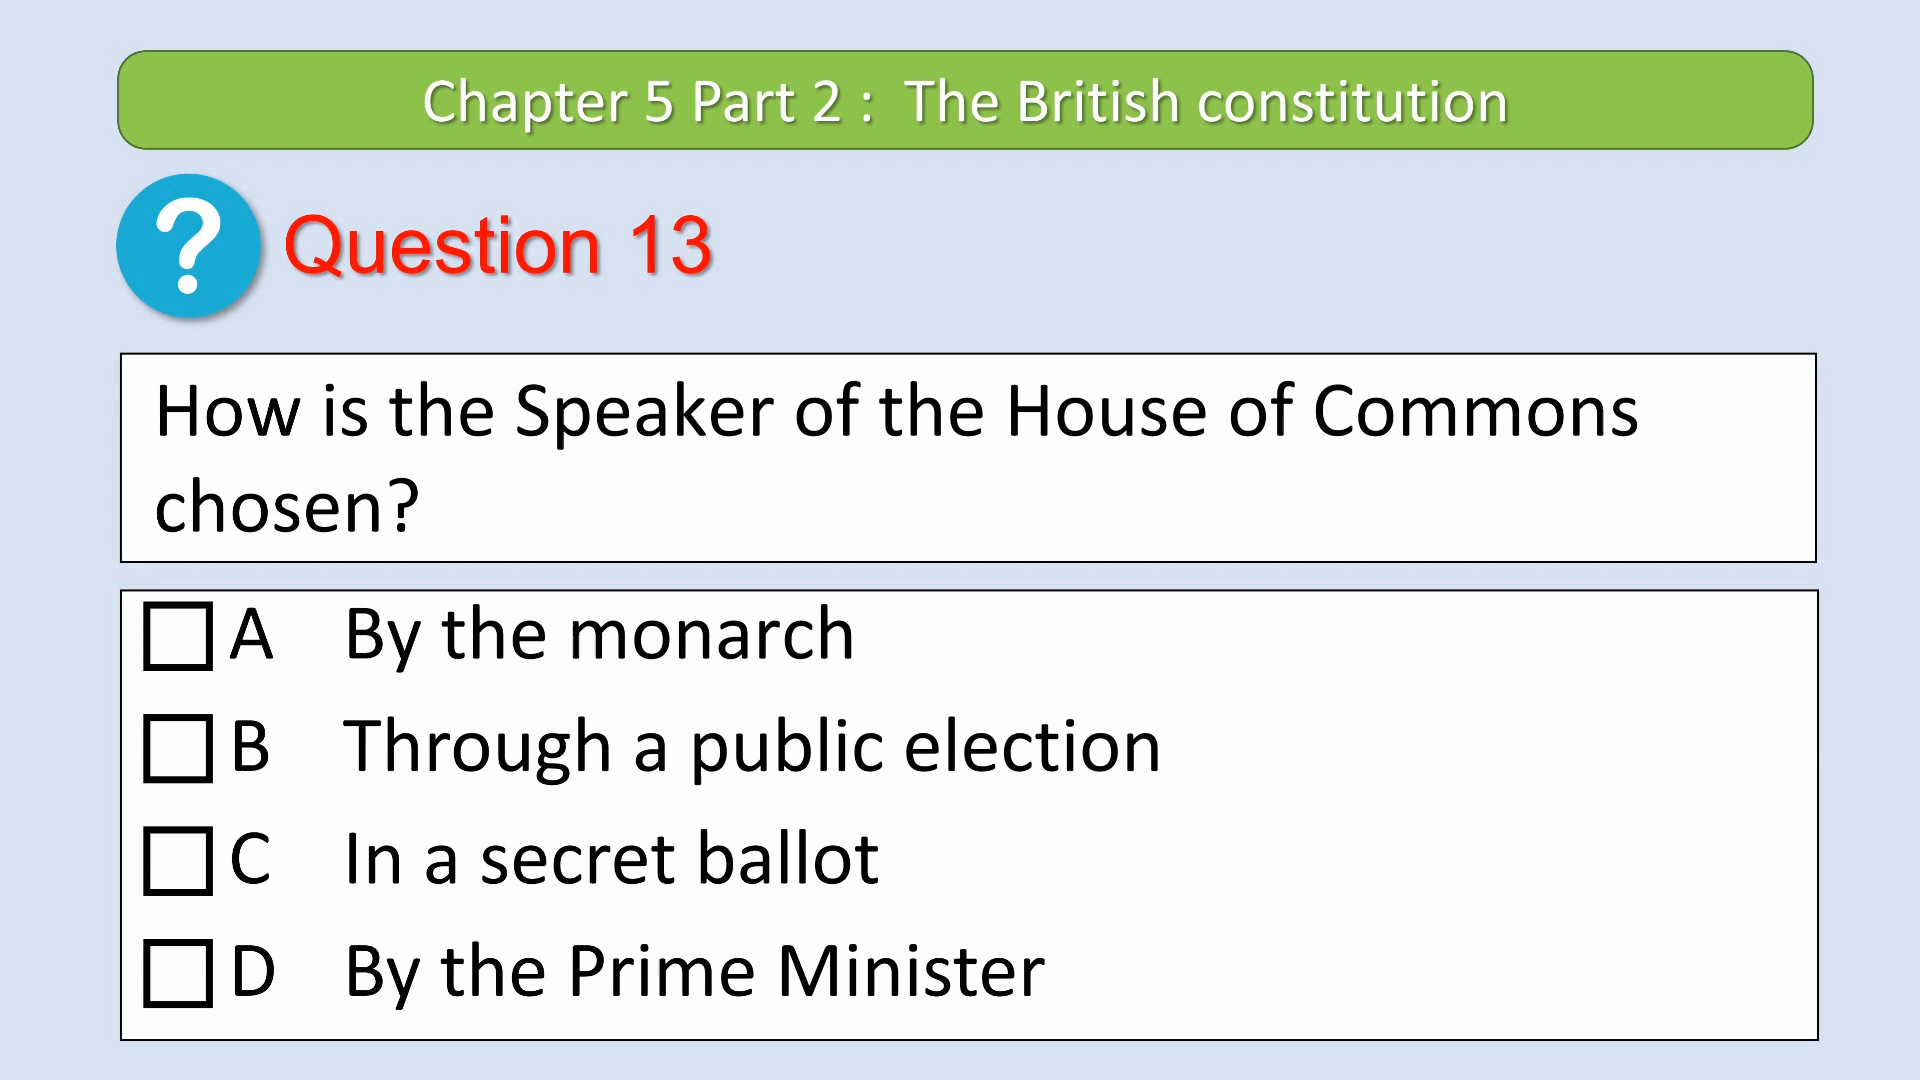 Chapter 5 Part 2 :  The British constitution
?
Question 13
How is the Speaker of the House of Commons
chosen?
A By the monarch
B Through a public election
C In a secret ballot
D By the Prime Minister